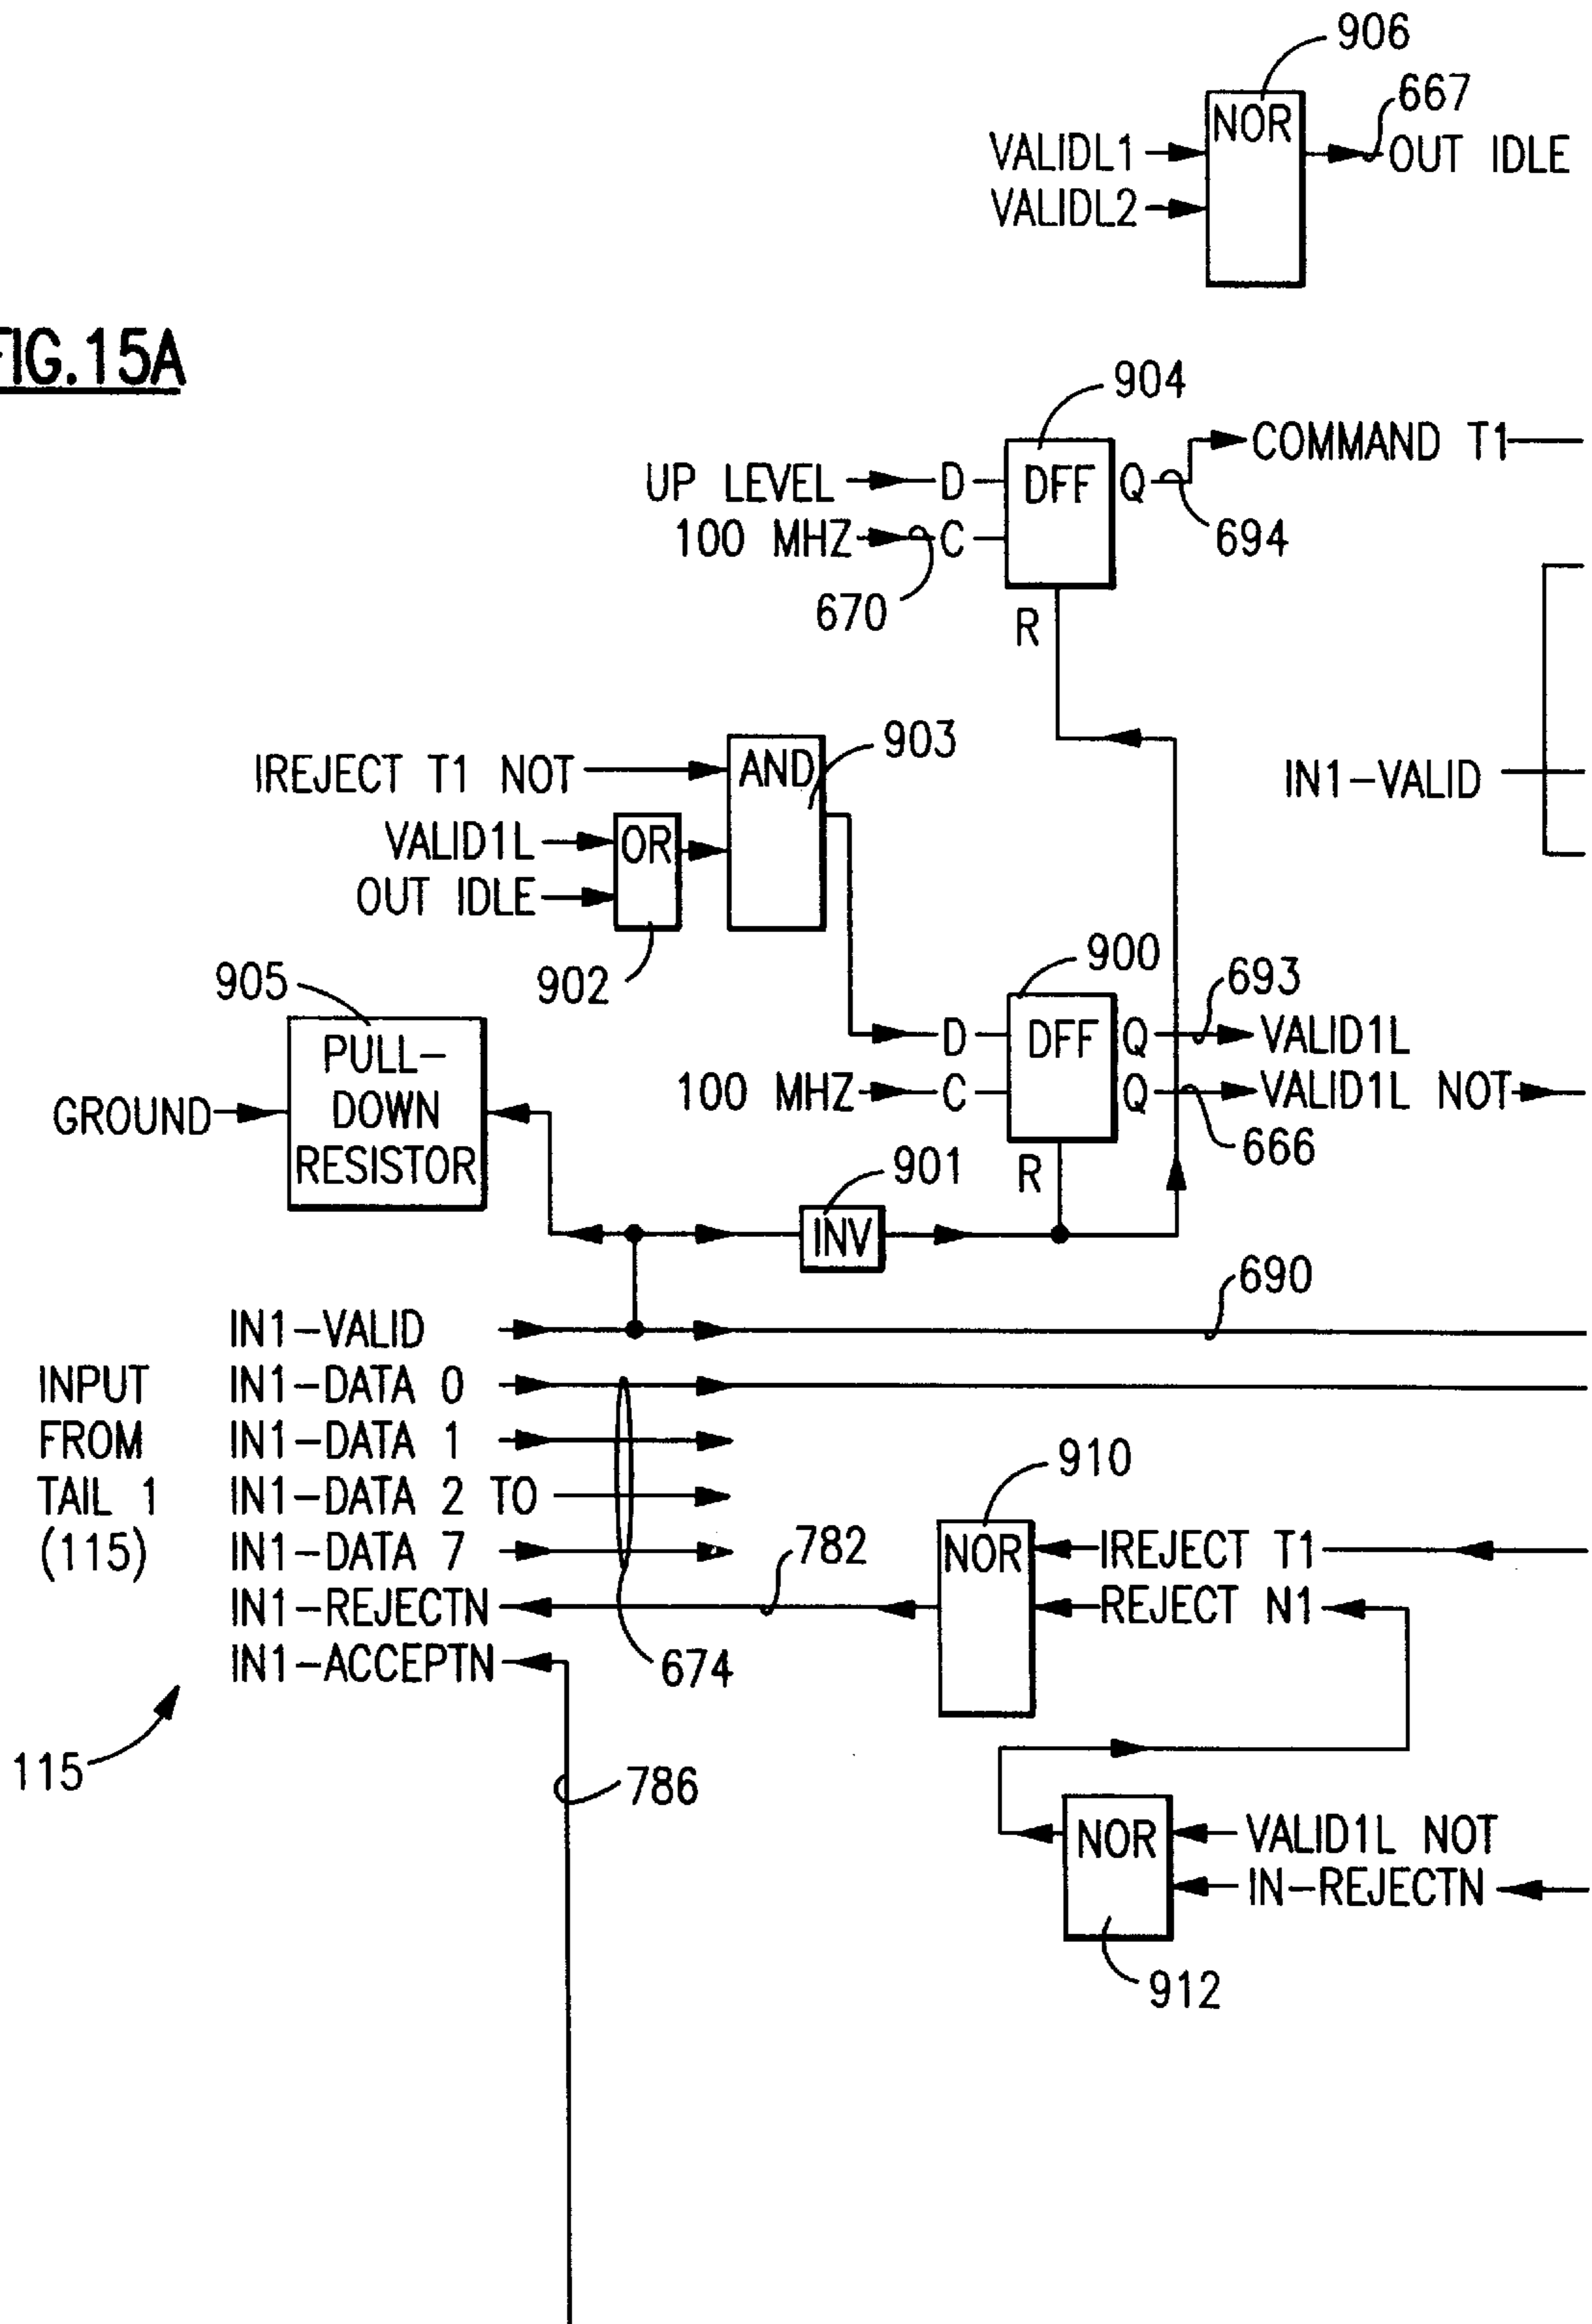 906
667
NOR
VALIDL1
OUT IDLE
VALIDL2
FIG.15A
904
COMMAND T1
UP LEVEL
D
DFF
Q
100 MHZ
C
694
670
R
903
IREJECT T1 NOT
AND
IN1-VALID
VALID1L
OR
OUT IDLE
900
905
902
693
PULL-
DOWN
RESISTOR
D
DFF
Q
VALID1L
100 MHZ
C
Q
VALID1L NOT
GROUND
901
R
666
INV
690
IN1-VALID
INPUT
FROM
TAIL 1
(115)
IN1-DATA 0
IN1-DATA 1
IN1-DATA 2 TO
IN1-DATA 7
IN1-REJECTN
IN1-ACCEPTN
910
782
NOR
IREJECT T1
REJECT N1
674
115
786
NOR
VALID1L NOT
IN-REJECTN
912